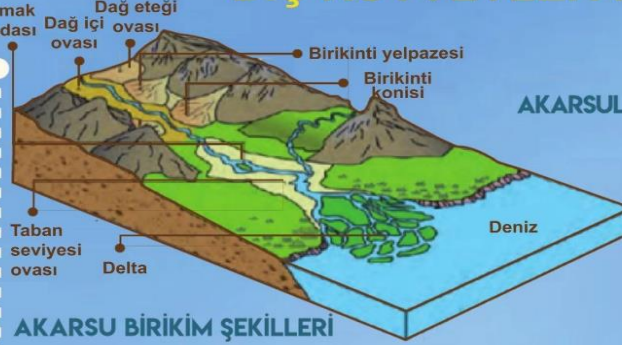 mak
dası
Dağ içi
ovası
Dağ eteği
ovası
Birikinti yelpazesi
Birikinti
konisi
AKARSUL
Taban
seviyesi
ovası
Delta
Deniz
AKARSU BİRİKİM ŞEKİLLERİ